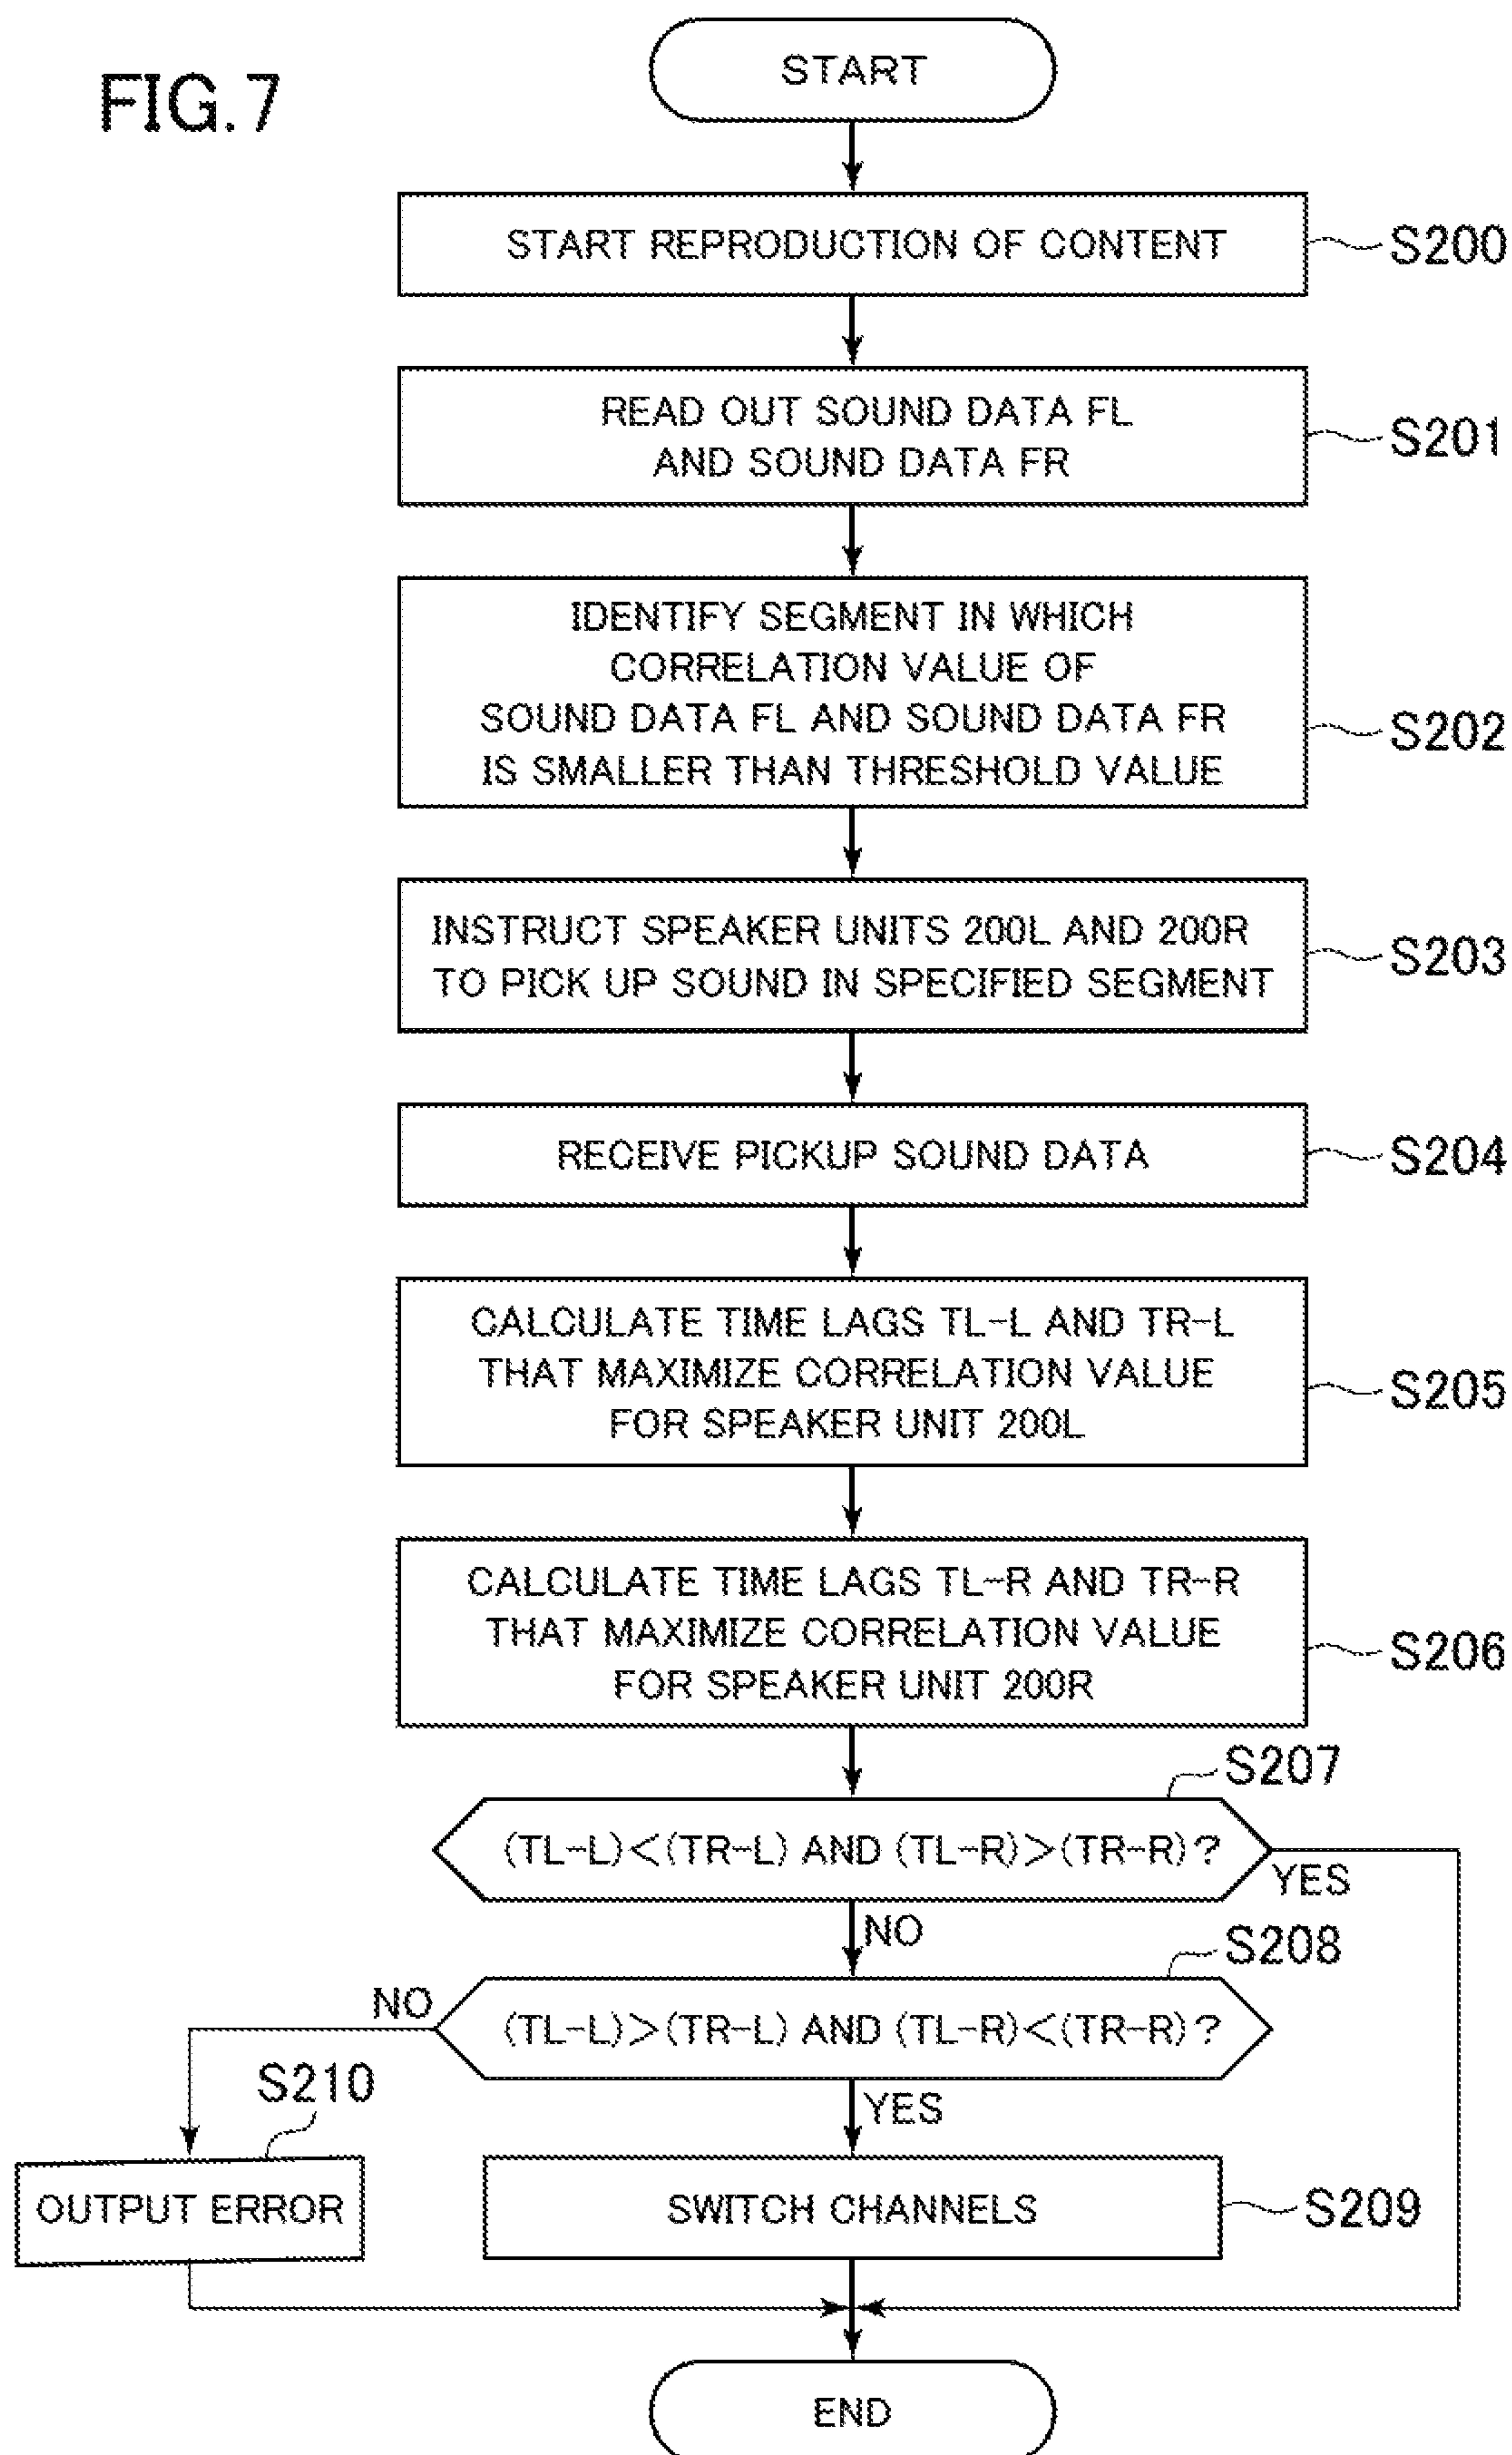 FIG.7
START
START REPRODUCTION OF CONTENT
S200
READ OUT SOUND DATA FL
AND SOUND DATA FR
S201
IDENTIFY SEGMENT IN WHICH
CORRELATION VALUE OF
SOUND DATA FL AND SOUND DATA FR
IS SMALLER THAN THRESHOLD VALUE
S202
INSTRUCT SPEAKER UNITS 200L AND 200R
TO PICK UP SOUND IN SPECIFIED SEGMENT
S203
RECEIVE PICKUP SOUND DATA
S204
CALCULATE TIME LAGS TL-L AND TR-L
THAT MAXIMIZE CORRELATION VALUE
FOR SPEAKER UNIT 200L
S205
CALCULATE TIME LAGS TL-R AND TR-R
THAT MAXIMIZE CORRELATION VALUE
FOR SPEAKER UNIT 200R
S206
S207
(TL-L)<(TR-L) AND (TL-R)>(TR-R)?
YES
NO
S208
NO
(TL-L)>(TR-L) AND (TL-R)<(TR-R)?
S210
YES
OUTPUT ERROR
SWITCH CHANNELS
S209
END